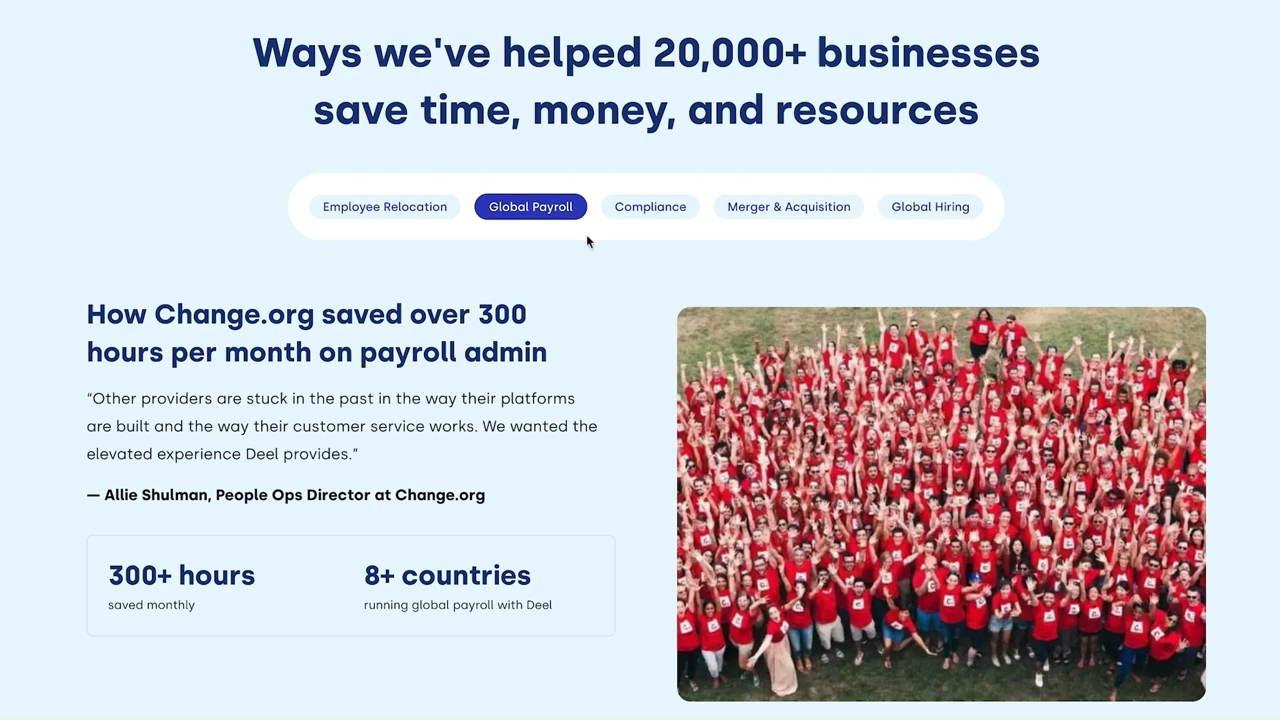 Ways we've helped 20,000+ businesses
save time, money, and resources
Employee Relocation
Global Payroll
Compliance
Merger & Acquisition
Global Hiring
How Change.org saved over 300
hours per month on payroll admin
“Other providers are stuck in the past in the way their platforms
are built and the way their customer service works. We wanted the
elevated experience Deel provides.”
— Allie Shulman, People Ops Director at Change.org
300+ hours
saved monthly
8+ countries
running global payroll with Deel